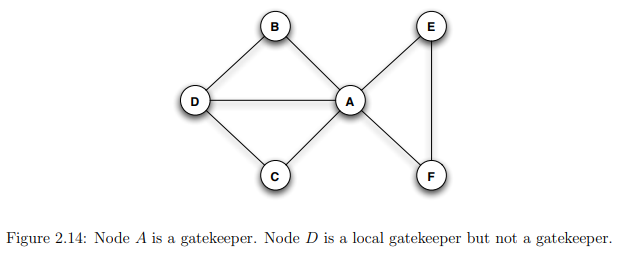 B
E
D
A
C
F
Figure 2.14: Node A is a gatekeeper. Node D is a local gatekeeper but not a gatekeeper.